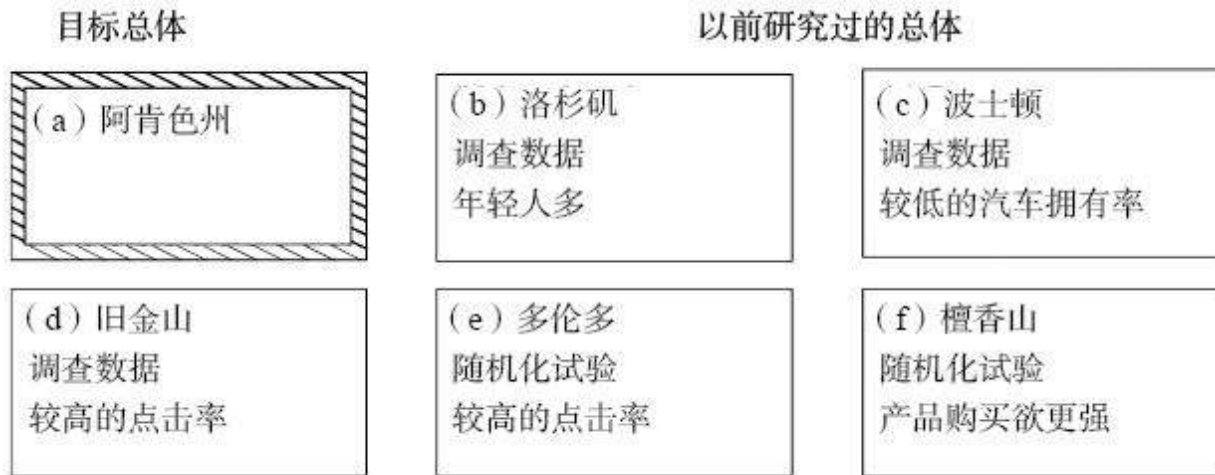 目标总体
以前研究过的总体
(a) 阿肯色州
(b) 洛杉矶
调查数据
年轻人多
(c) 波士顿
调查数据
较低的汽车拥有率
(d) 旧金山
调查数据
较高的点击率
(e) 多伦多
随机化试验
较高的点击率
(f) 檀香山
随机化试验
产品购买欲更强